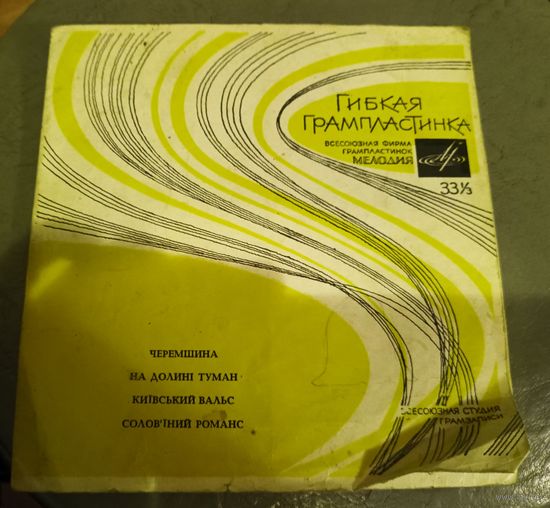 ГИБКАЯ
ГРАМПЛАСТИНКА
ВСЕСОЮЗНАЯ ФИРМА
ГРАМПЛАСТИНОК
МЕЛОДИЯ
33⅓
ЧЕРЕМШИНА
НА ДОЛИНІ ТУМАН
КИЇВСЬКИЙ ВАЛЬС
СОЛОВ'ЇНИЙ РОМАНС
ВСЕСОЮЗНАЯ СТУДИЯ
ГРАМЗАПИСИ